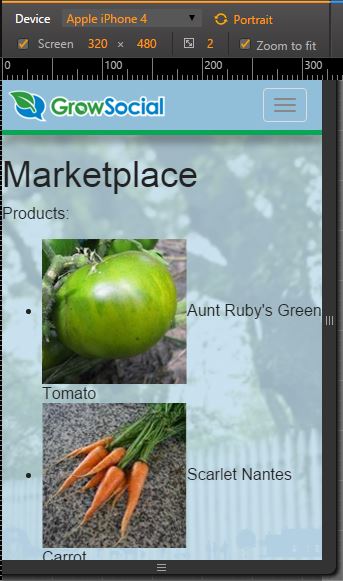 Device Apple iPhone 4 Portrait
Screen 320 × 480 2 Zoom to fit
0 100 200 300
GrowSocial
Marketplace
Products:
Aunt Ruby's Green
Tomato
Scarlet Nantes
Carrot